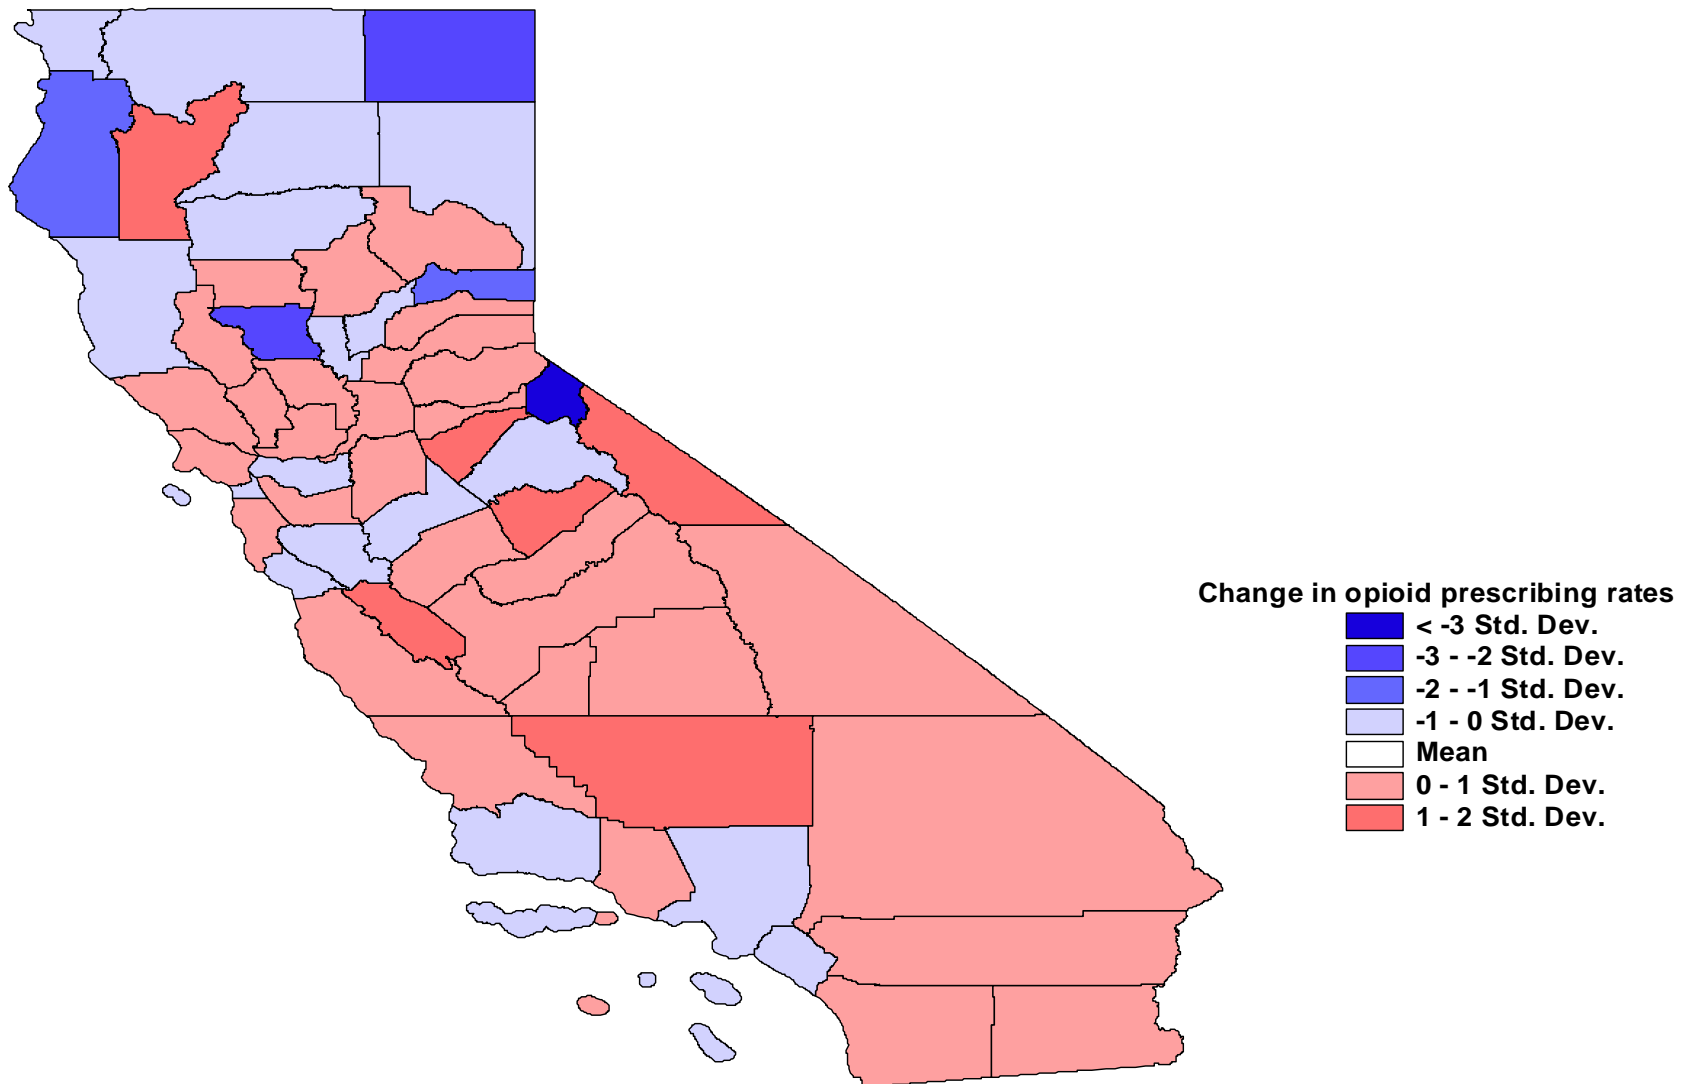 Change in opioid prescribing rates
< -3 Std. Dev.
-3 - -2 Std. Dev.
-2 - -1 Std. Dev.
-1 - 0 Std. Dev.
Mean
0 - 1 Std. Dev.
1 - 2 Std. Dev.